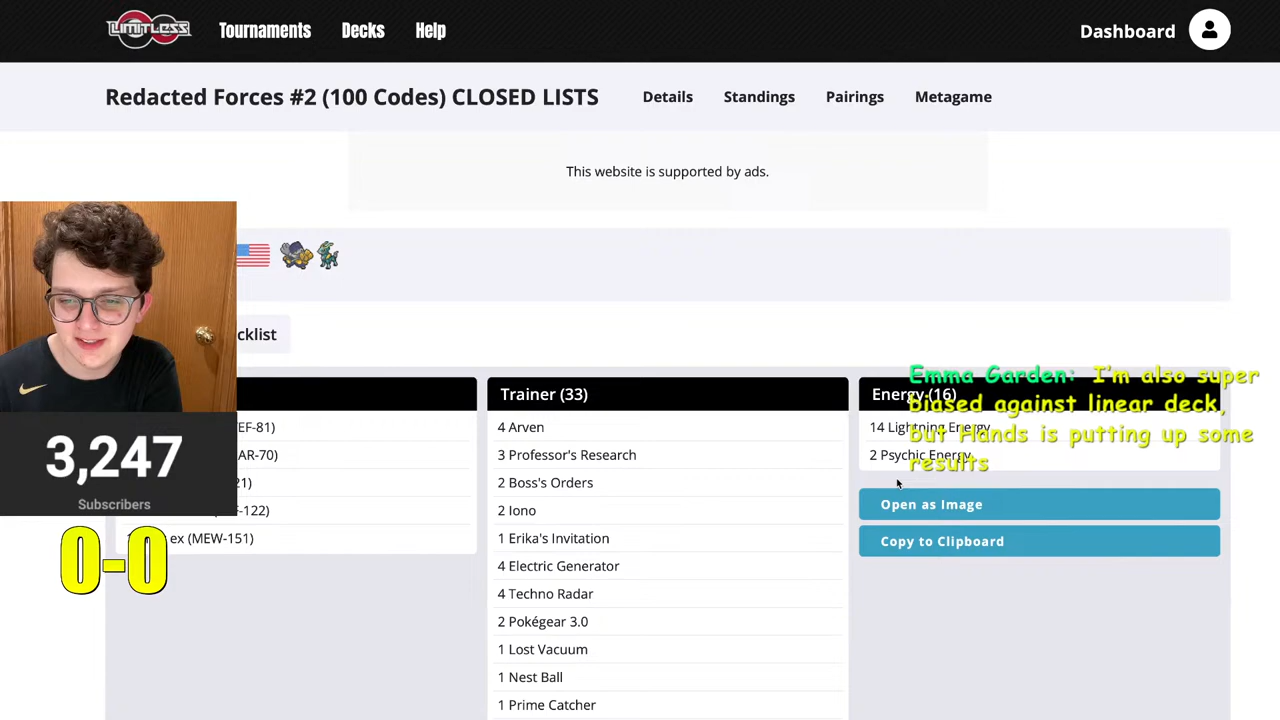 LIMITLESS Tournaments Decks Help Dashboard
Redacted Forces #2 (100 Codes) CLOSED LISTS Details Standings Pairings Metagame
This website is supported by ads.
cklist
EF-81)
AR-70)
21)
F-122)
ex (MEW-151)
3,247
Subscribers
0-0
Trainer (33)
4 Arven
3 Professor's Research
2 Boss's Orders
2 Iono
1 Erika's Invitation
4 Electric Generator
4 Techno Radar
2 Pokégear 3.0
1 Lost Vacuum
1 Nest Ball
1 Prime Catcher
Energy (16)
14 Lightning Energy
2 Psychic Energy
Open as Image
Copy to Clipboard
Emma Garden: I'm also super
biased against linear deck,
but Hands is putting up some
results